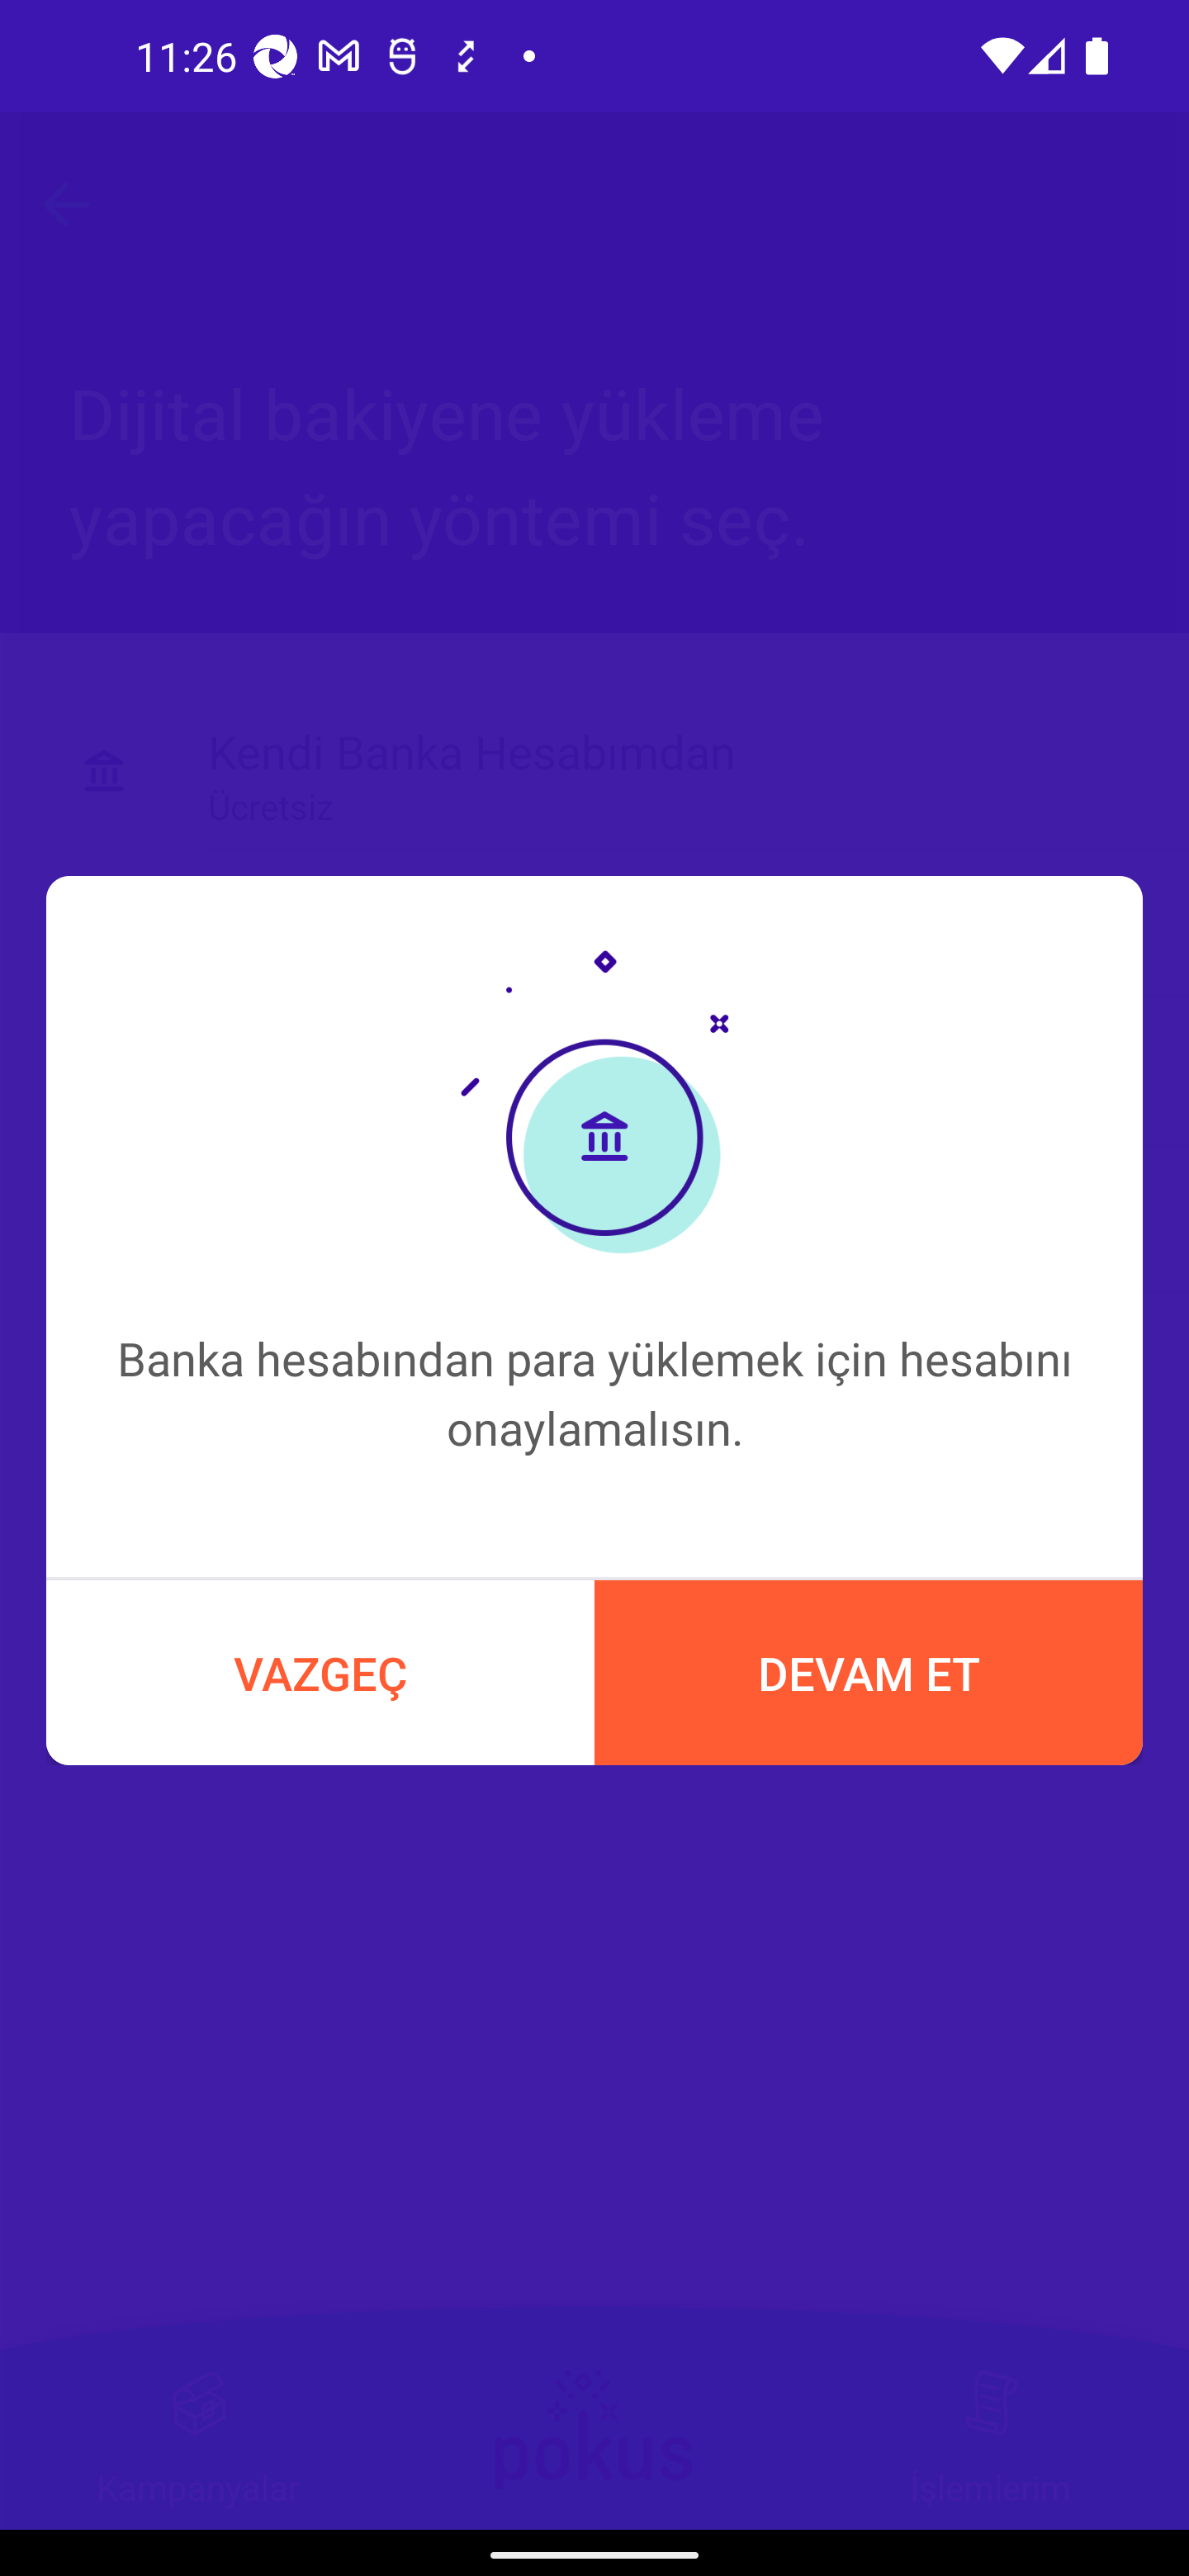 11:26
Dijital bakiyene yükleme
yapacağın yöntemi seç.
Kendi Banka Hesabımdan
Ücretsiz
Banka hesabından para yüklemek için hesabını
onaylamalısın.
VAZGEÇ
DEVAM ET
pokus
Kampanyalar
İşlemlerim